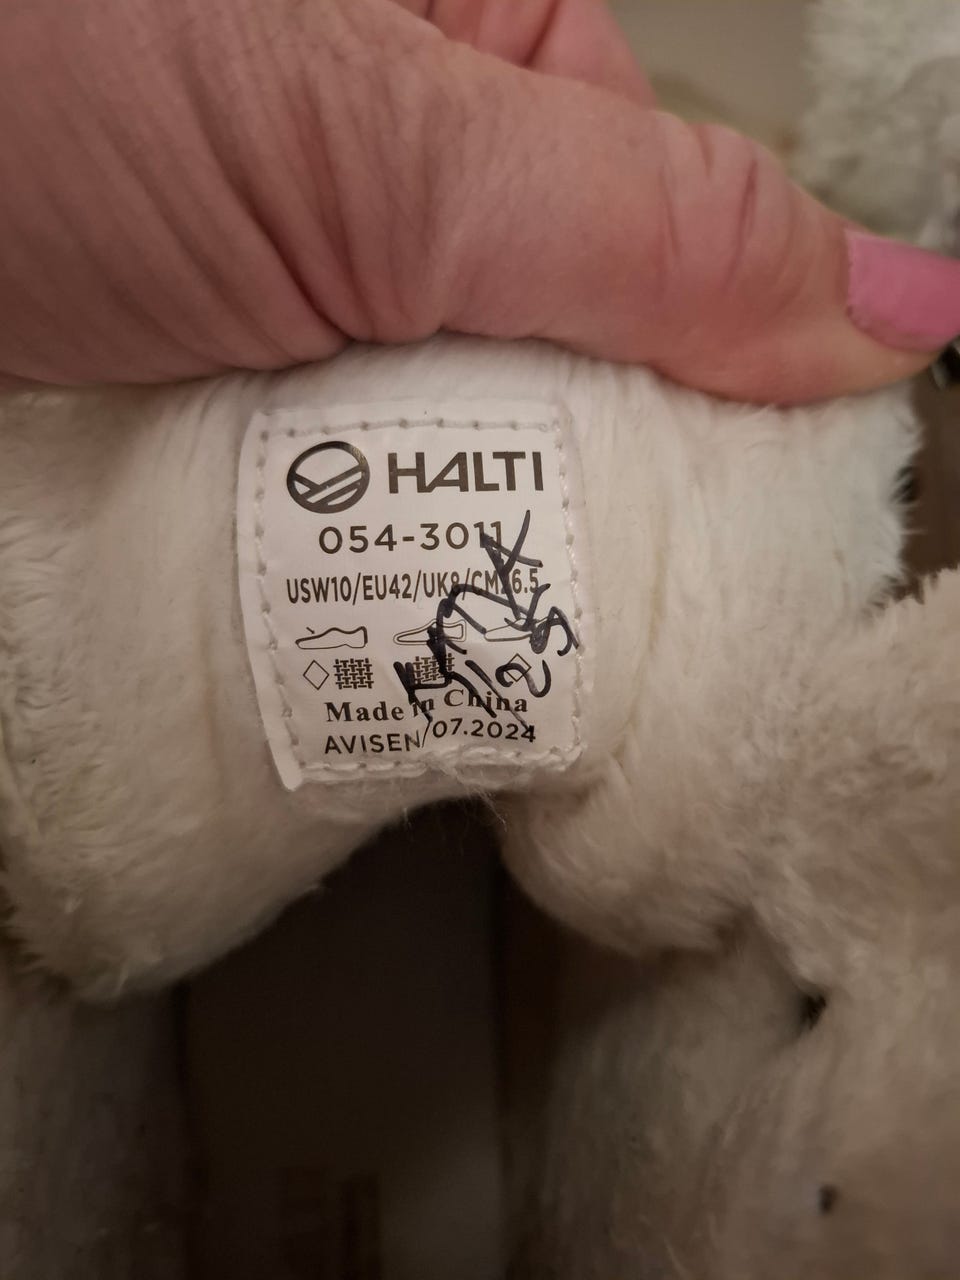 HALTI
054-3011
USW10/EU42/UK8/CM26.5
Made in China
AVISEN/07.2024